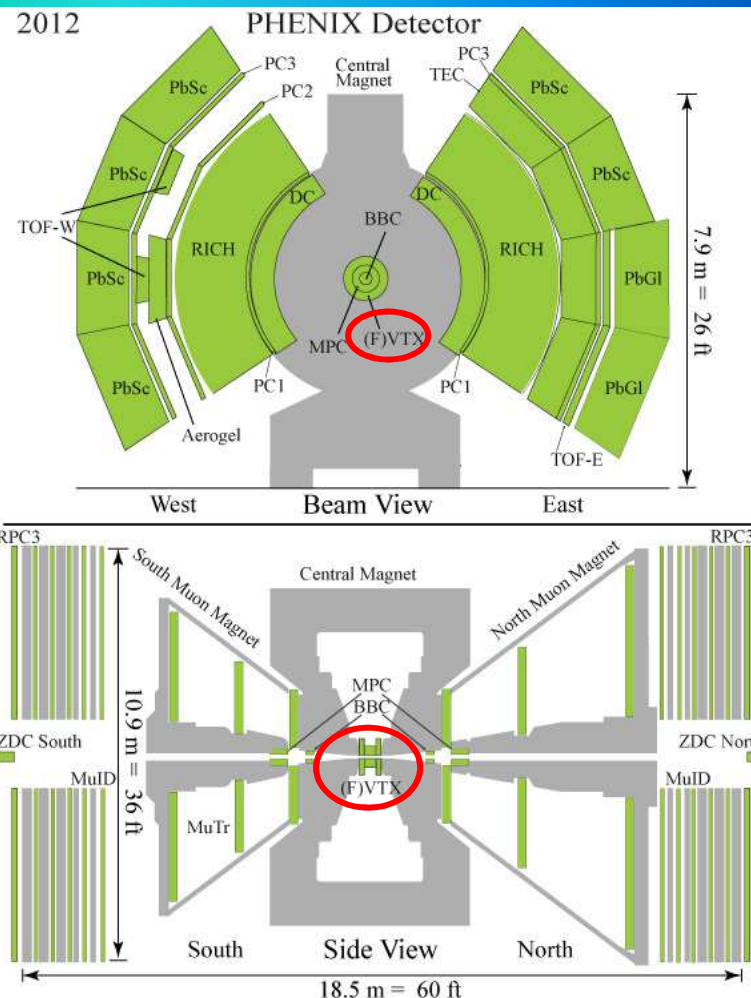 2012 PHENIX Detector
Central
Magnet
PC3
PC2
PbSc
PbSc
PbSc
PbSc
TOF-W
RICH
DC
BBC
MPC
(F)VTX
PC1
Aerogel
PC3
TEC
PbSc
PbSc
DC
RICH
PbGl
PbGl
PC1
TOF-E
7.9 m = 26 ft
West Beam View East
RPC3
RPC3
South Muon Magnet
Central Magnet
North Muon Magnet
MPC
BBC
10.9 m = 36 ft
ZDC South
ZDC Nort
(F)VTX
MuID
MuID
MuTr
South Side View North
18.5 m = 60 ft